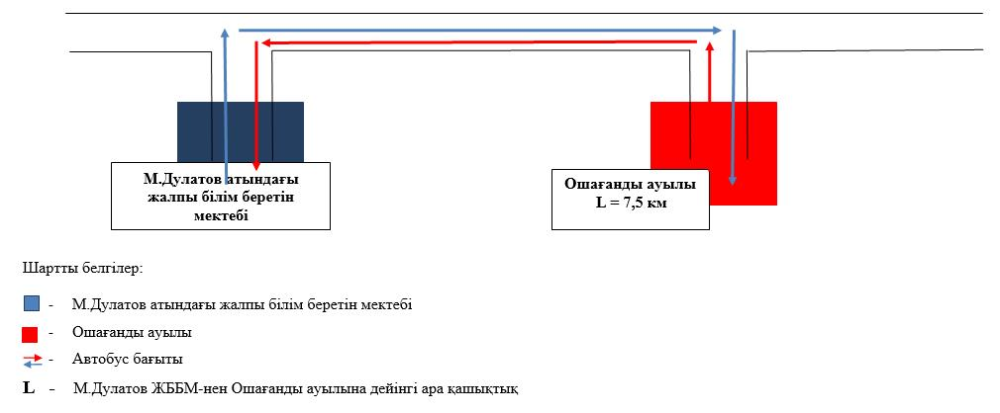 М.Дулатов атындағы
жалпы білім беретін
мектебі
Ошағанды ауылы
L = 7,5 км
Шартты белгілер:
- М.Дулатов атындағы жалпы білім беретін мектебі
- Ошағанды ауылы
- Автобус бағыты
L - М.Дулатов ЖББМ-нен Ошағанды ауылына дейінгі ара қашықтық